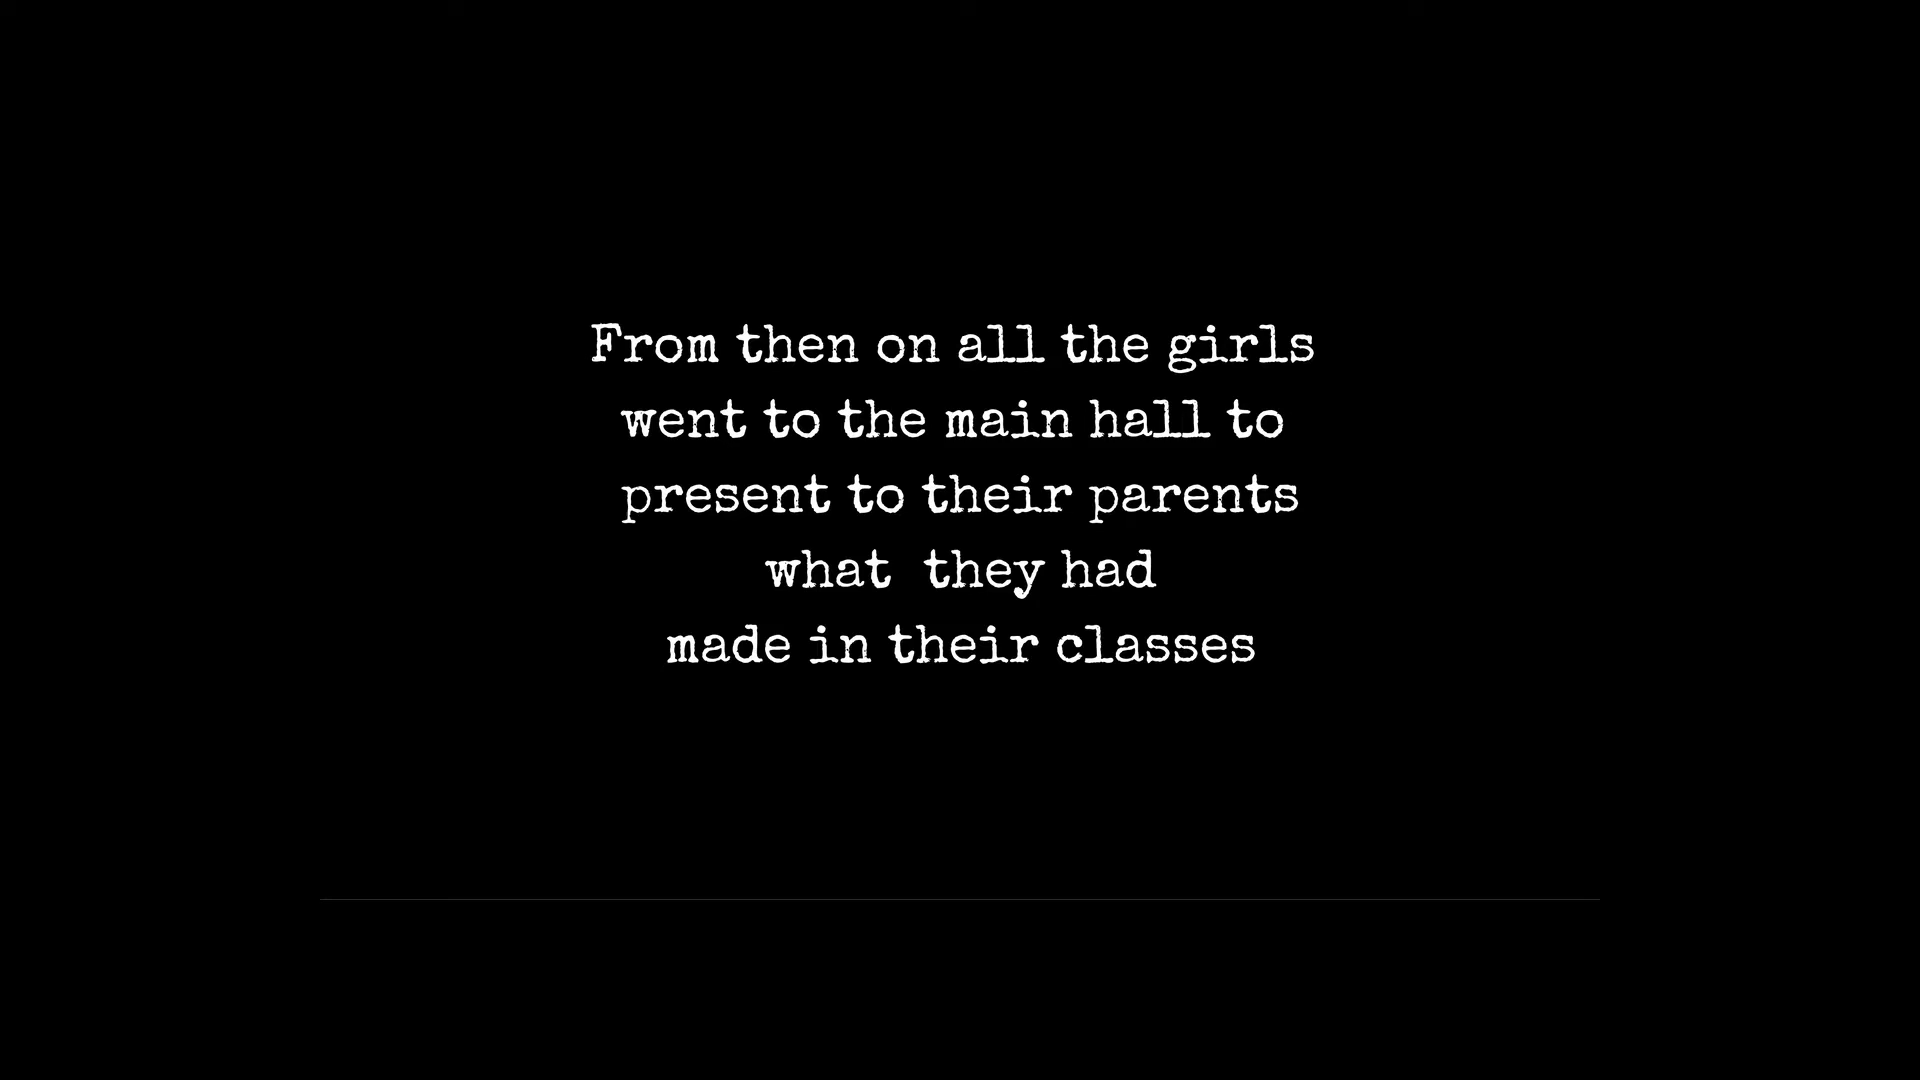 From then on all the girls
went to the main hall to
present to their parents
what  they had
made in their classes